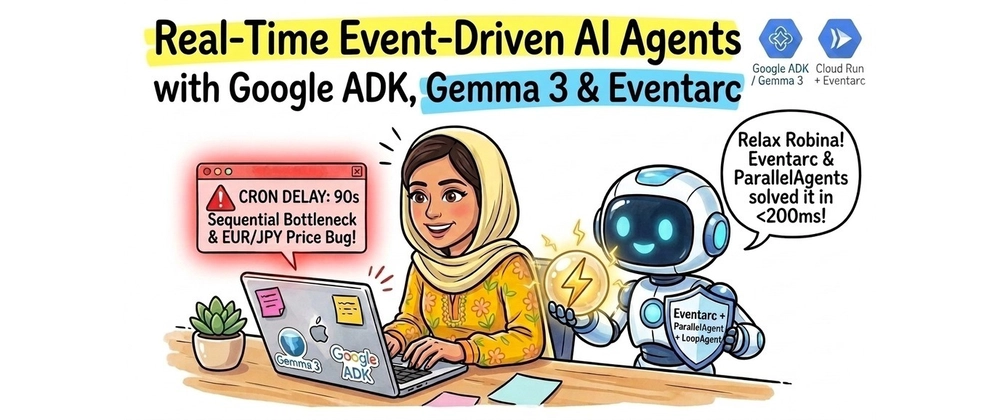 Real-Time Event-Driven AI Agents
with Google ADK, Gemma 3 & Eventarc
Google ADK
/ Gemma 3
Cloud Run
+ Eventarc
CRON DELAY: 90s
Sequential Bottleneck
& EUR/JPY Price Bug!
Relax Robina!
Eventarc &
ParallelAgents
solved it in
<200ms!
Gemma 3
Google
ADK
Eventarc +
ParallelAgent
+ LoopAgent